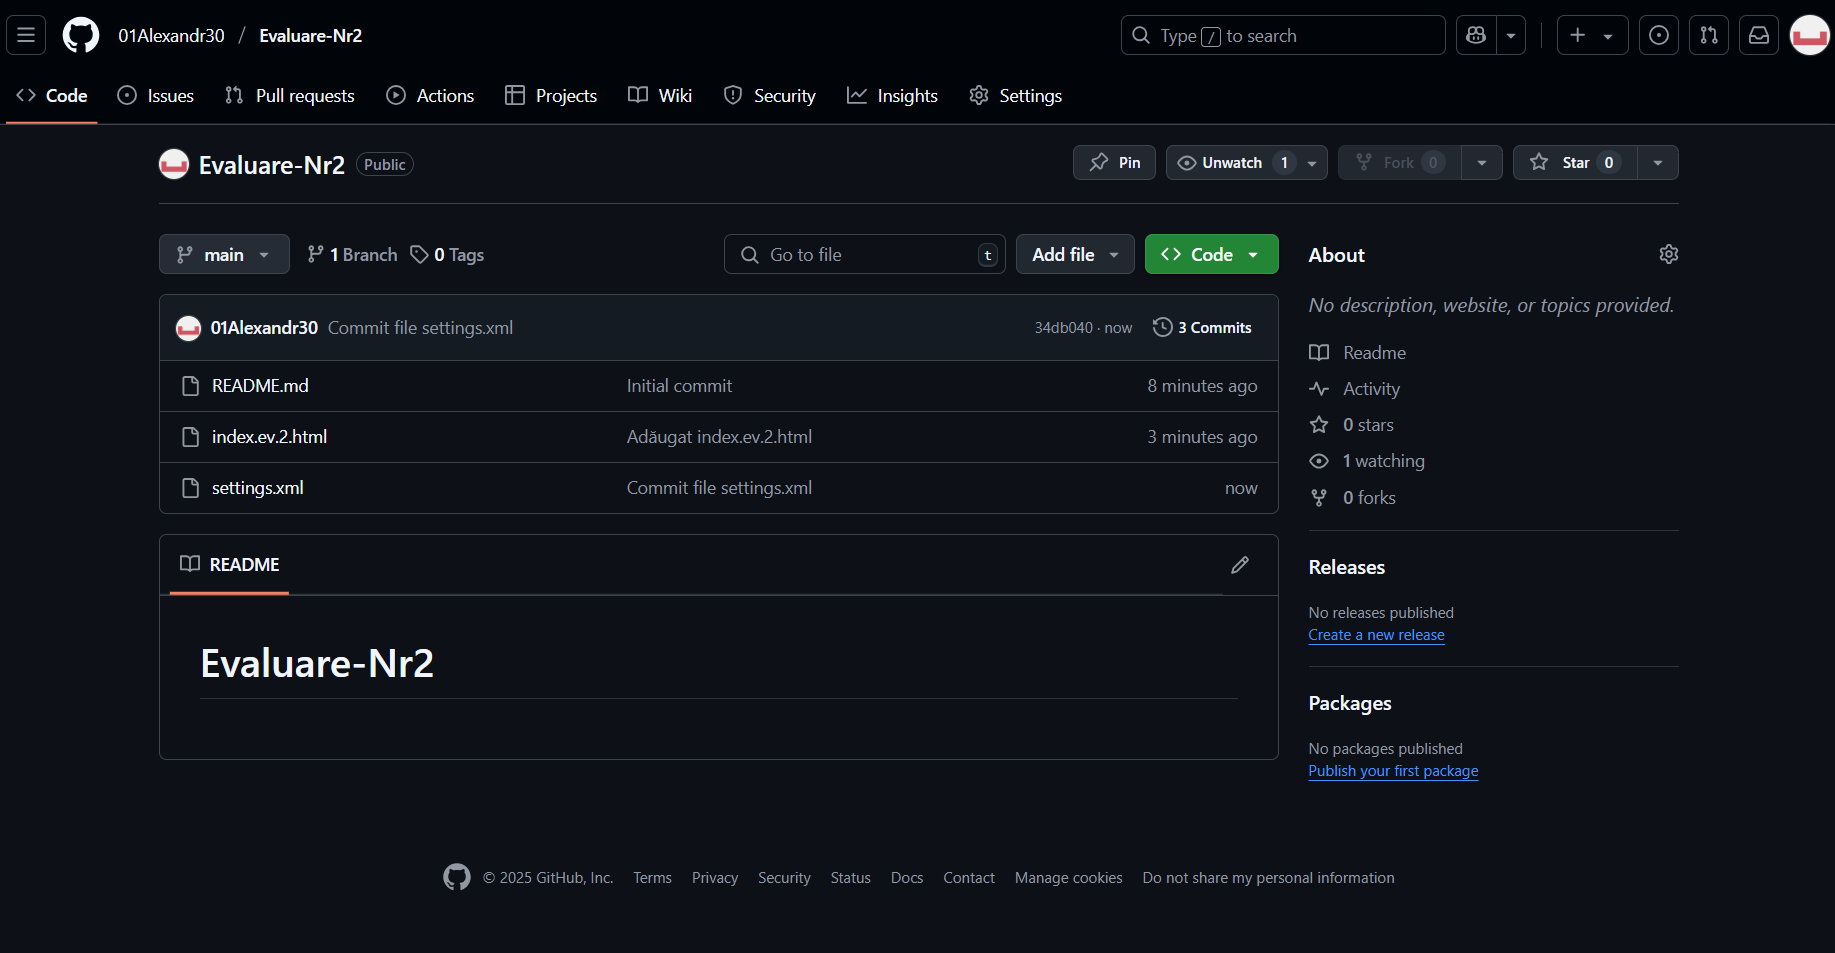 01Alexandr30 / Evaluare-Nr2
Type / to search
Code Issues Pull requests Actions Projects Wiki Security Insights Settings
Evaluare-Nr2 Public
Pin Unwatch 1 Fork 0 Star 0
main 1 Branch 0 Tags Go to file t Add file Code
01Alexandr30 Commit file settings.xml 34db040 · now 3 Commits
README.md Initial commit 8 minutes ago
index.ev.2.html Adăugat index.ev.2.html 3 minutes ago
settings.xml Commit file settings.xml now
README
Evaluare-Nr2
About
No description, website, or topics provided.
Readme
Activity
0 stars
1 watching
0 forks
Releases
No releases published
Create a new release
Packages
No packages published
Publish your first package
© 2025 GitHub, Inc. Terms Privacy Security Status Docs Contact Manage cookies Do not share my personal information